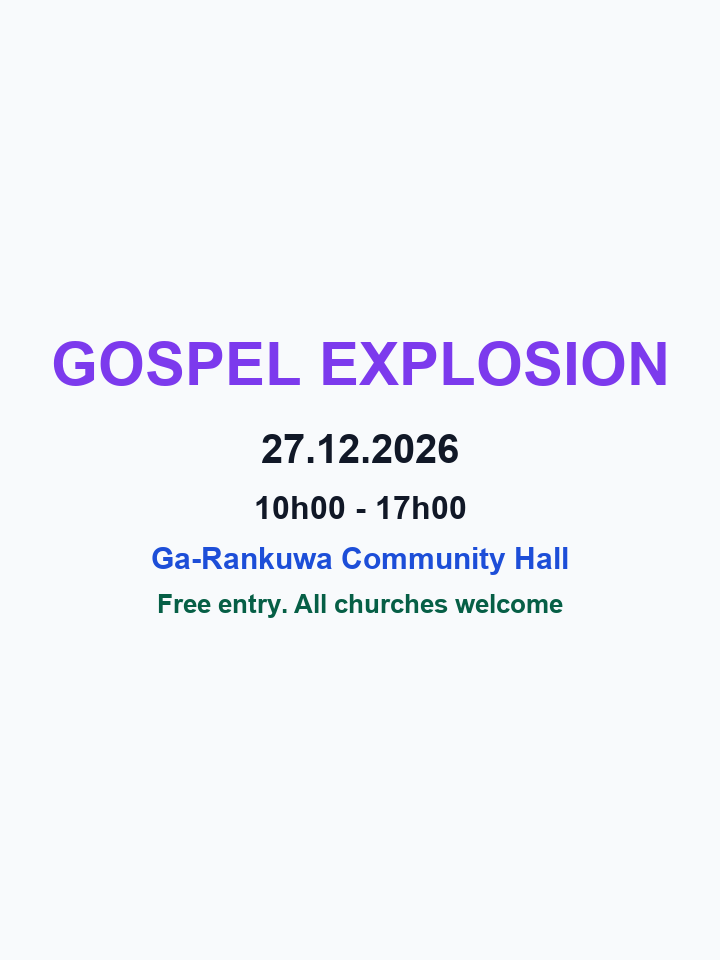 GOSPEL EXPLOSION
27.12.2026
10h00 - 17h00
Ga-Rankuwa Community Hall
Free entry. All churches welcome